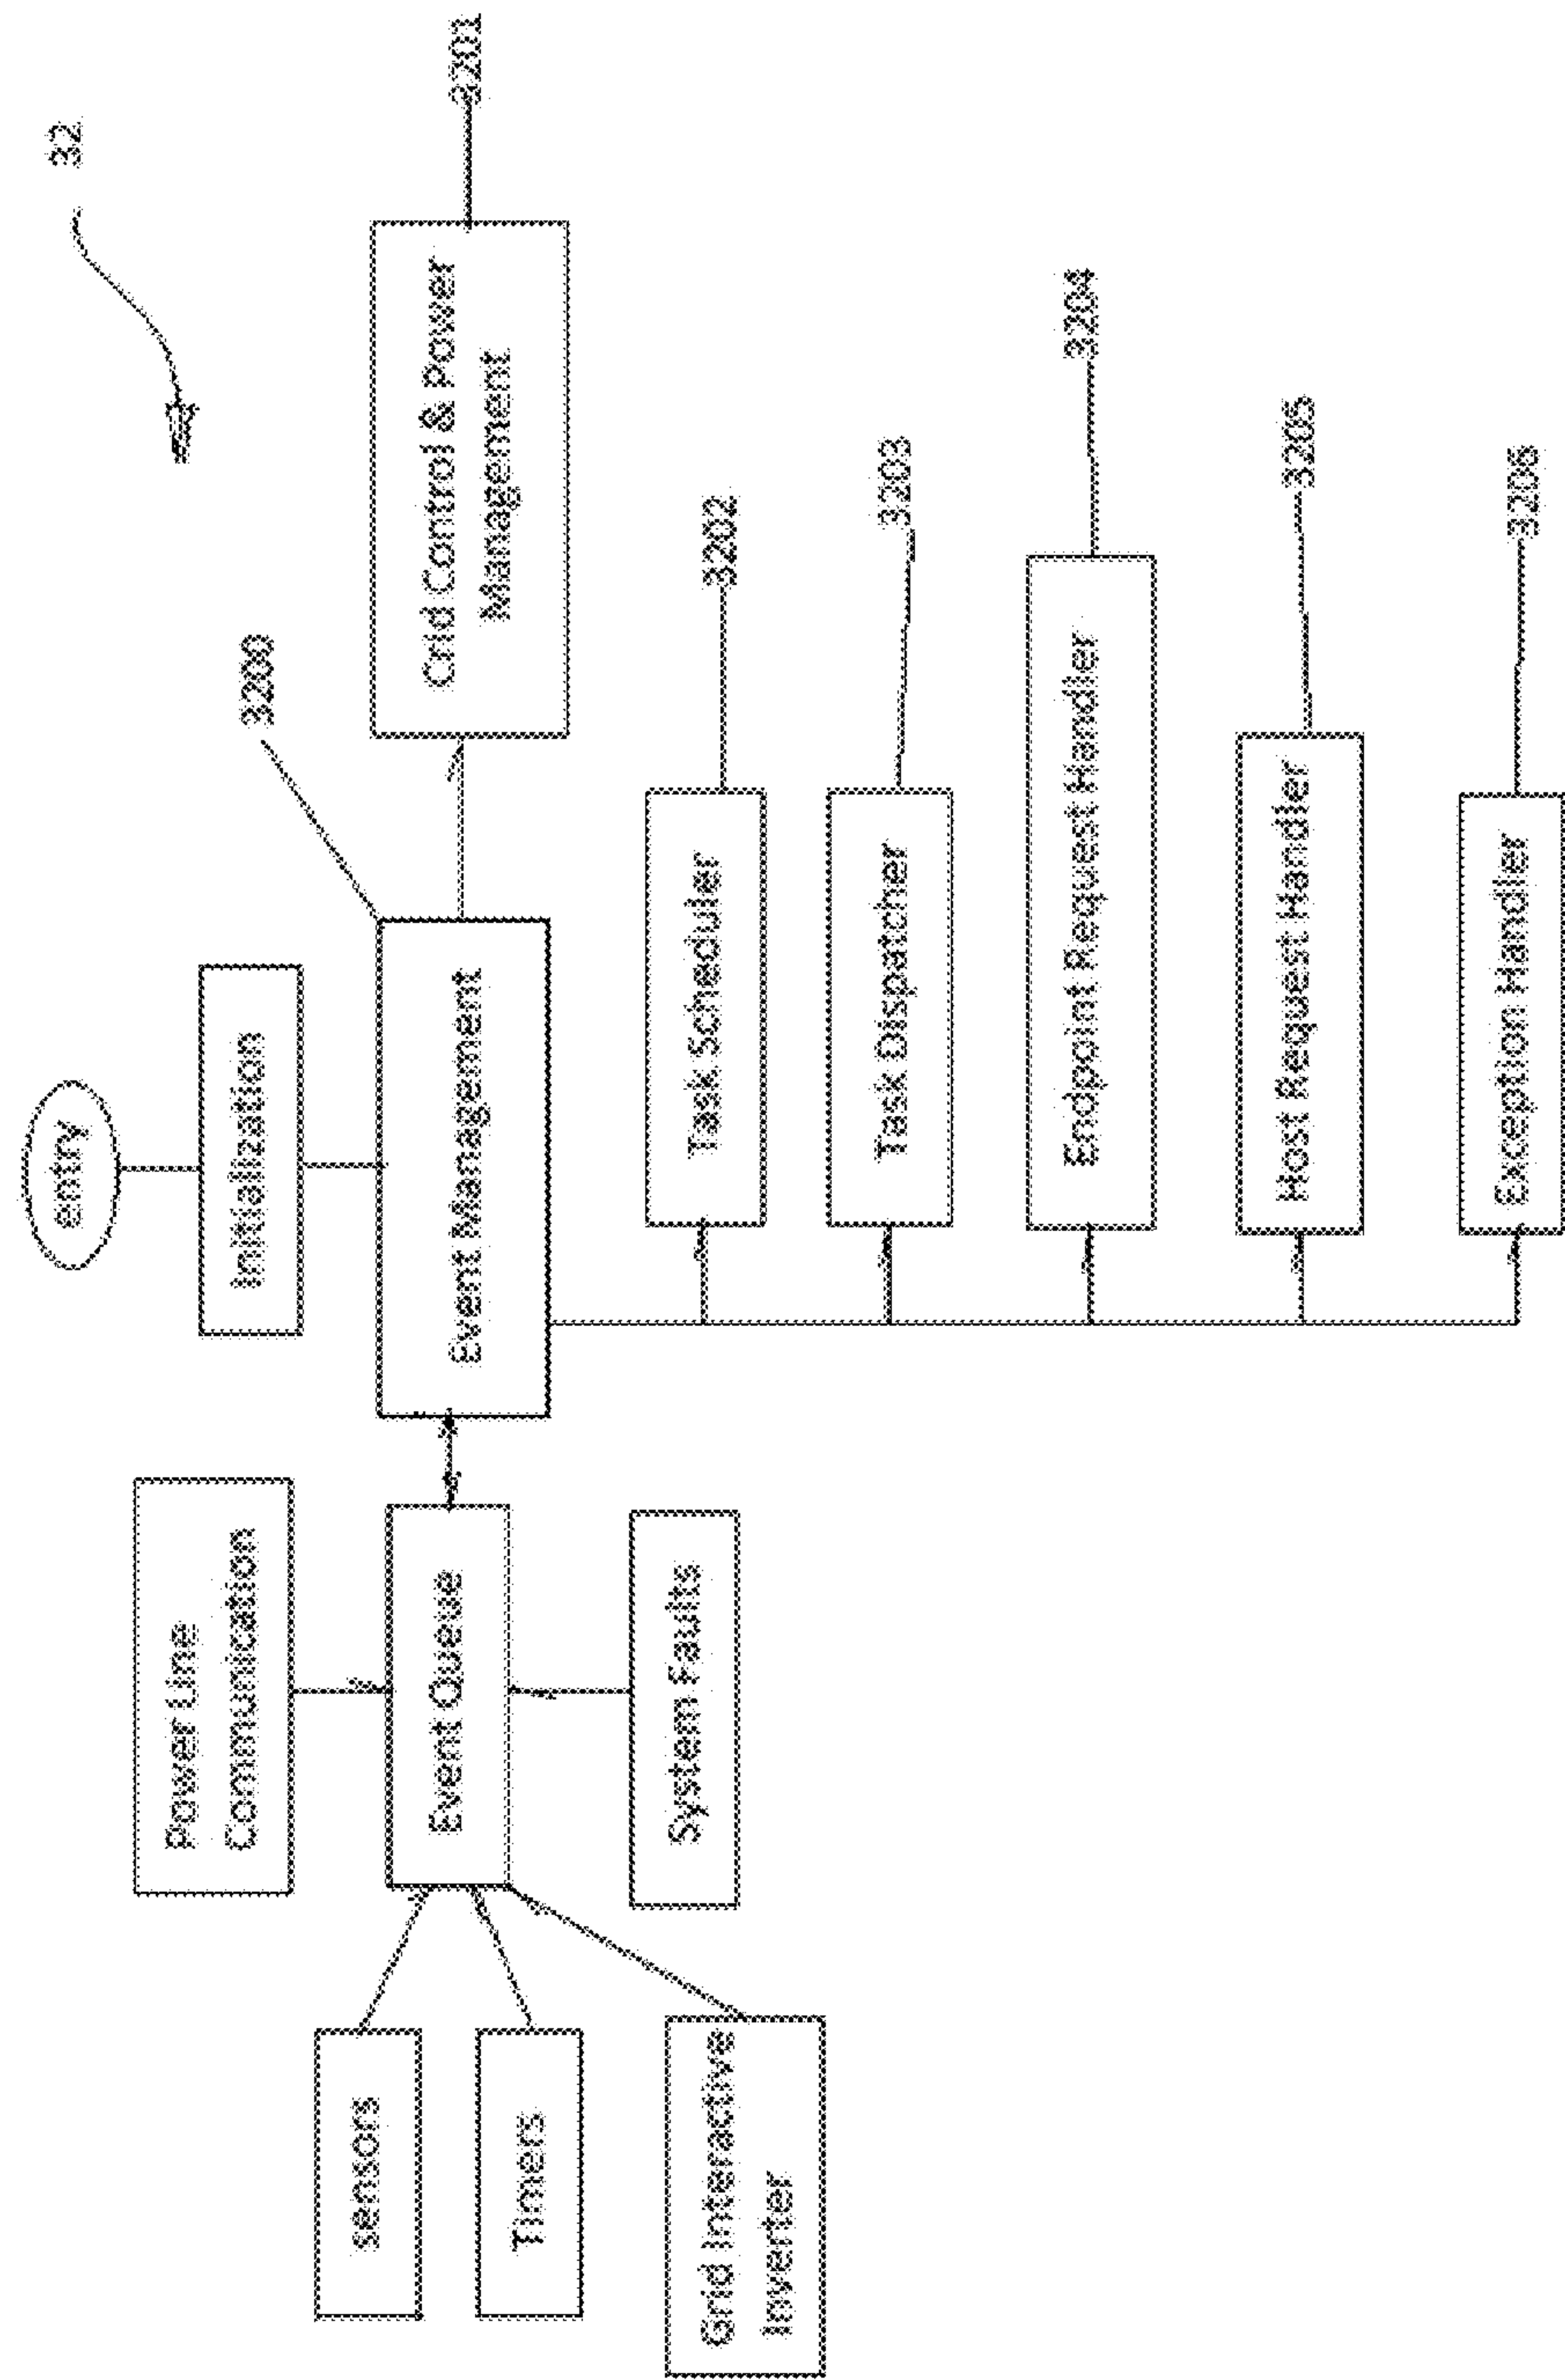 entry
32
Power Line
Communication
Initialization
3200
sensors
Event Queue
Event Management
Crid Control & Power
Management
3201
Timers
System Faults
Task Scheduler
3202
Grid Interactive
Inverter
Task Dispatcher
3203
Endpoint Request Handler
3204
Host Request Handler
3205
Exception Handler
3206